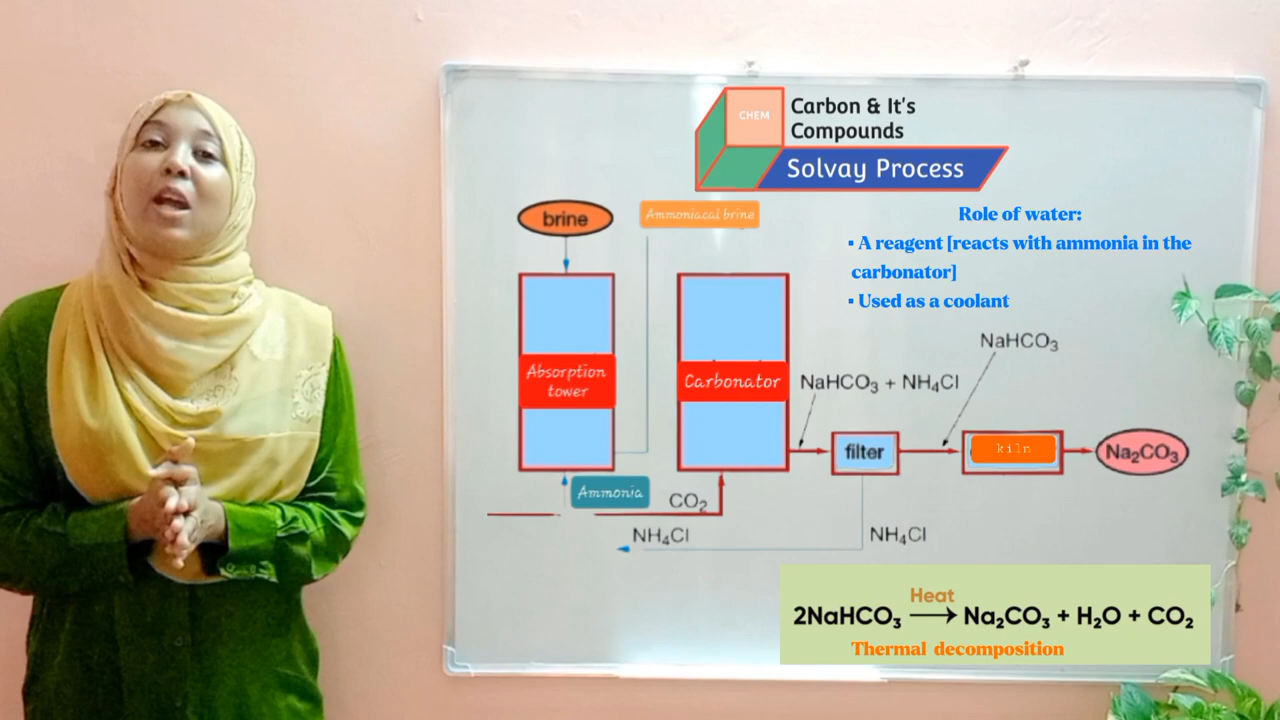 CHEM
Carbon & It's
Compounds
Solvay Process
brine
Ammoniacal brine
Role of water:
▪ A reagent [reacts with ammonia in the
carbonator]
▪ Used as a coolant
NaHCO₃
Absorption
tower
Carbonator
NaHCO₃ + NH₄Cl
filter
kiln
Na₂CO₃
Ammonia
CO₂
NH₄Cl
NH₄Cl
Heat
2NaHCO₃ ⟶ Na₂CO₃ + H₂O + CO₂
Thermal decomposition